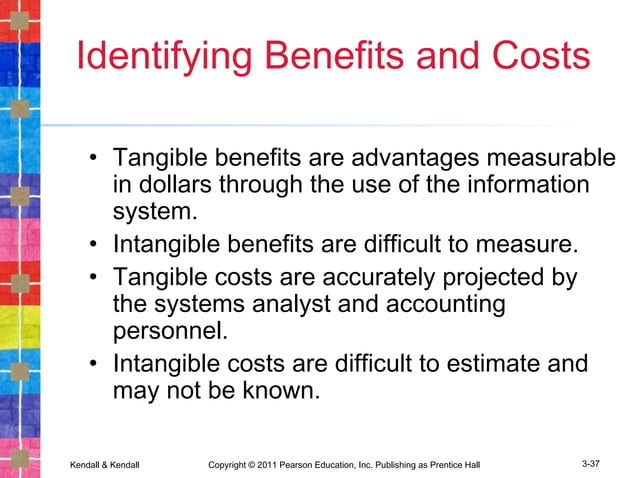 Identifying Benefits and Costs
• Tangible benefits are advantages measurable
in dollars through the use of the information
system.
• Intangible benefits are difficult to measure.
• Tangible costs are accurately projected by
the systems analyst and accounting
personnel.
• Intangible costs are difficult to estimate and
may not be known.
Kendall & Kendall Copyright © 2011 Pearson Education, Inc. Publishing as Prentice Hall 3-37